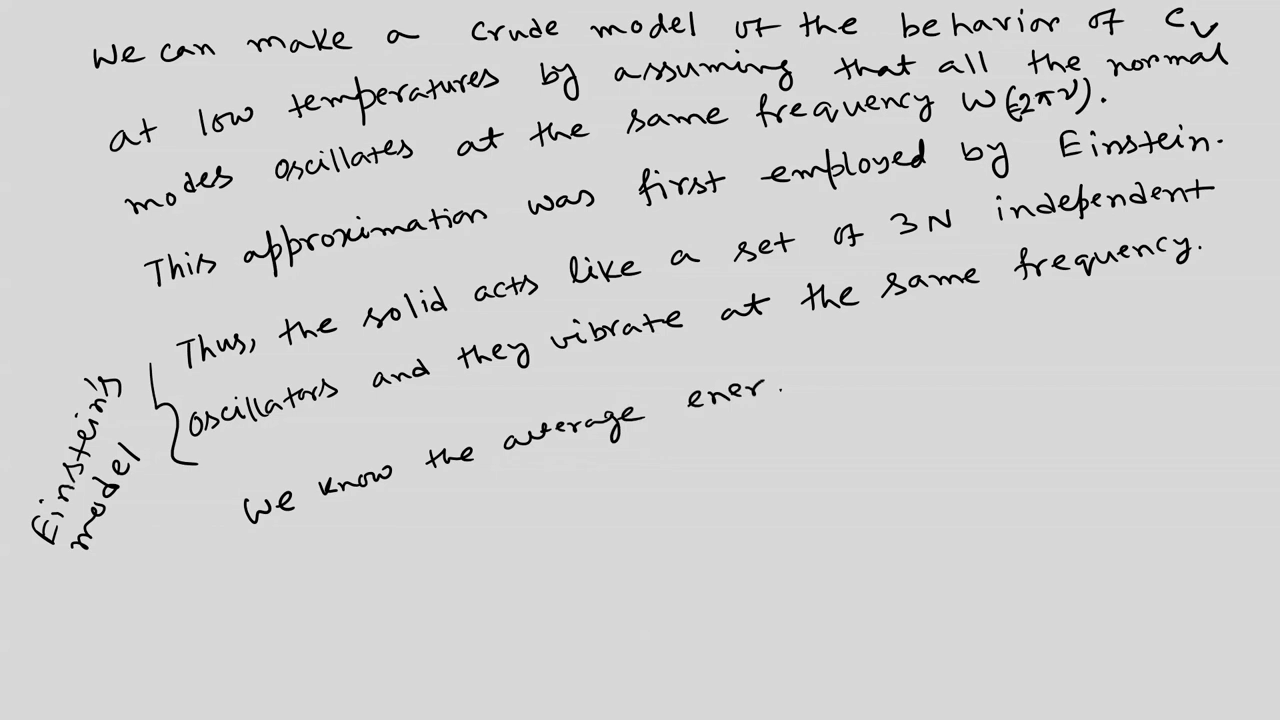 We can make a crude model of the behavior of Cv
at low temperatures by assuming that all the normal
modes oscillates at the same frequency ω(=2πν).
This approximation was first employed by Einstein.
Thus, the solid acts like a set of 3N independent
oscillators and they vibrate at the same frequency.
Einstein's
model
We know the average ener.